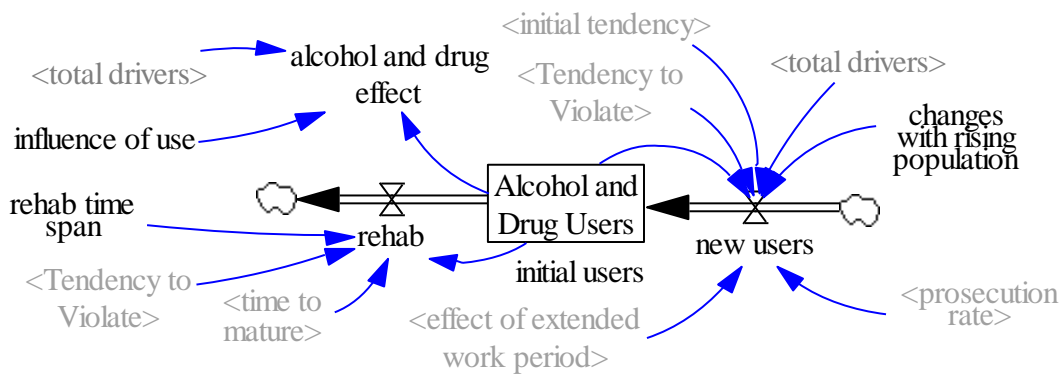 <initial tendency>
<total drivers>
alcohol and drug
effect
<Tendency to
Violate>
<total drivers>
influence of use
changes
with rising
population
rehab time
span
Alcohol and
Drug Users
rehab
new users
initial users
<Tendency to
Violate>
<time to
mature>
<effect of extended
work period>
<prosecution
rate>